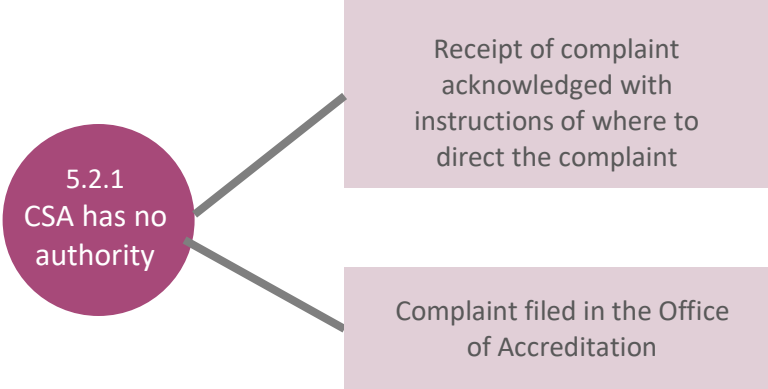 5.2.1
CSA has no
authority
Receipt of complaint
acknowledged with
instructions of where to
direct the complaint
Complaint filed in the Office
of Accreditation